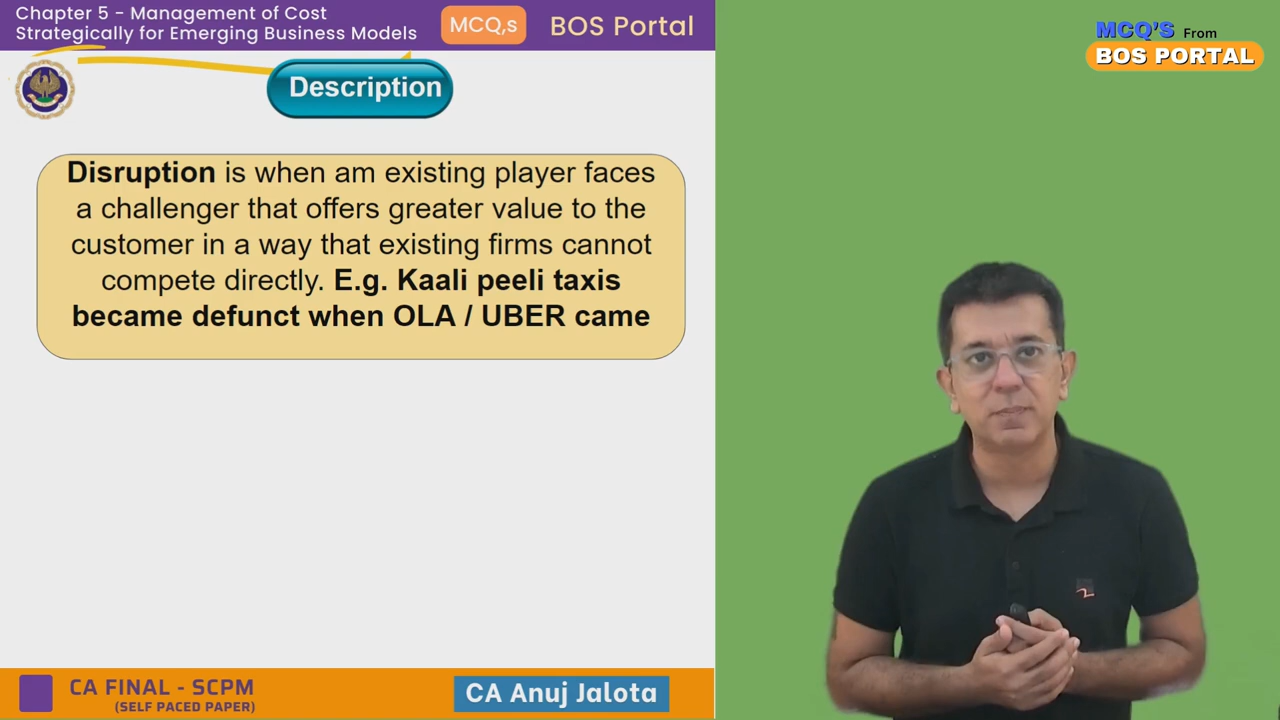 Chapter 5 - Management of Cost
Strategically for Emerging Business Models
MCQ,s
BOS Portal
MCQ'S From
BOS PORTAL
Description
Disruption is when am existing player faces
a challenger that offers greater value to the
customer in a way that existing firms cannot
compete directly. E.g. Kaali peeli taxis
became defunct when OLA / UBER came
CA FINAL - SCPM
(SELF PACED PAPER)
CA Anuj Jalota